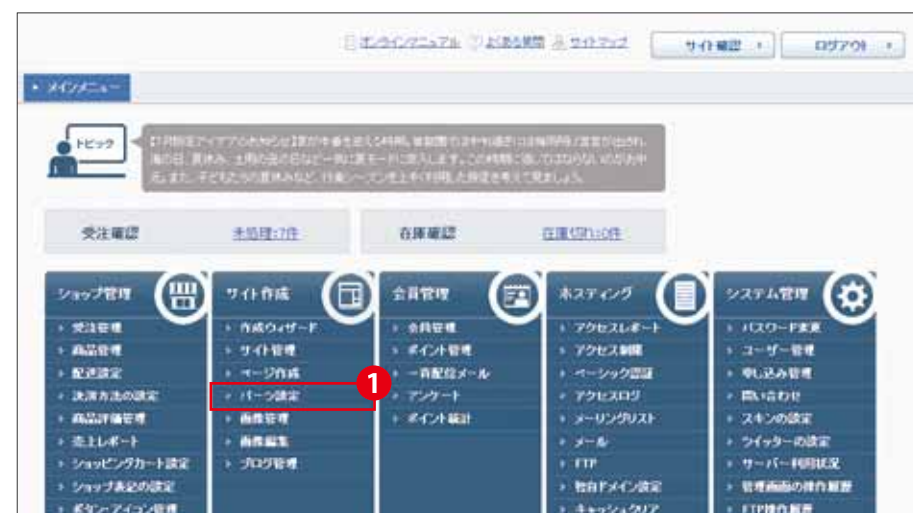 オンラインマニュアル よくある質問 サイトマップ サイト確認 ログアウト
メインメニュー
トピック
受注確認 未処理:7件 在庫確認 在庫切れ:0件
ショップ管理 サイト作成 会員管理 ホスティング システム管理
受注管理 作成ウィザード 会員管理 アクセスレポート パスワード変更
商品管理 サイト管理 ポイント管理 アクセス制限 ユーザー管理
配送設定 ページ作成 一斉配信メール ベーシック認証 申し込み管理
決済方法の設定 パーツ設定 1 アンケート アクセスログ 問い合わせ
商品評価管理 画像管理 ポイント統計 メーリングリスト スキンの設定
売上レポート 画像編集 メール ツイッターの設定
ショッピングカート設定 ブログ管理 FTP サーバー利用状況
ショップ表記の設定 独自ドメイン設定 管理画面の操作履歴
ボタン・アイコン管理 キャッシュクリア FTP操作履歴